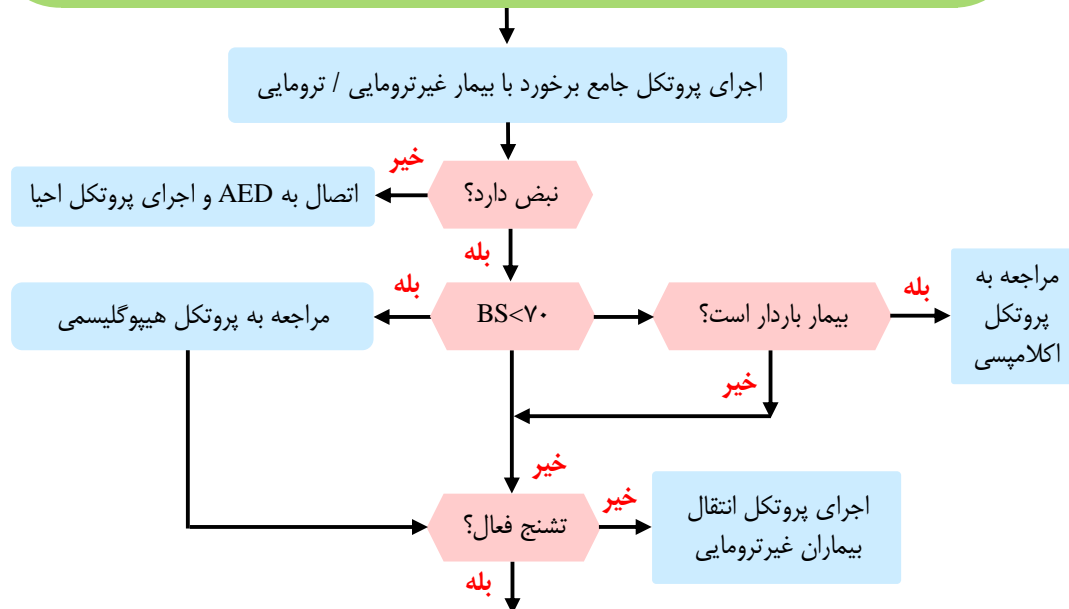 اجرای پروتکل جامع برخورد با بیمار غیرترومایی / ترومایی
نبض دارد؟
خیر
اتصال به AED و اجرای پروتکل احیا
بله
BS<۷۰
بله
مراجعه به پروتکل هیپوگلیسمی
بیمار باردار است؟
بله
مراجعه به
پروتکل
اکلامپسی
خیر
خیر
تشنج فعال؟
خیر
اجرای پروتکل انتقال
بیماران غیرترومایی
بله